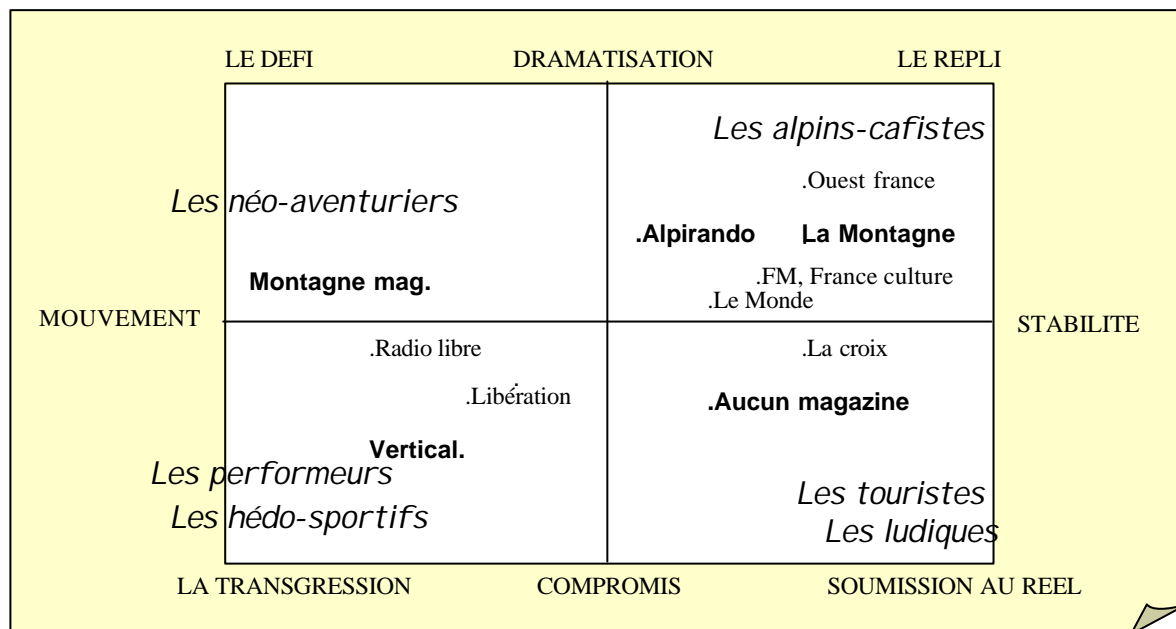 LE DEFI DRAMATISATION LE REPLI
Les alpins-cafistes
.Ouest france
Les néo-aventuriers
.Alpirando La Montagne
Montagne mag. .FM, France culture
.Le Monde
MOUVEMENT STABILITE
.Radio libre .La croix
.Libération
.Aucun magazine
Vertical.
Les performeurs
Les touristes
Les hédo-sportifs
Les ludiques
LA TRANSGRESSION COMPROMIS SOUMISSION AU REEL